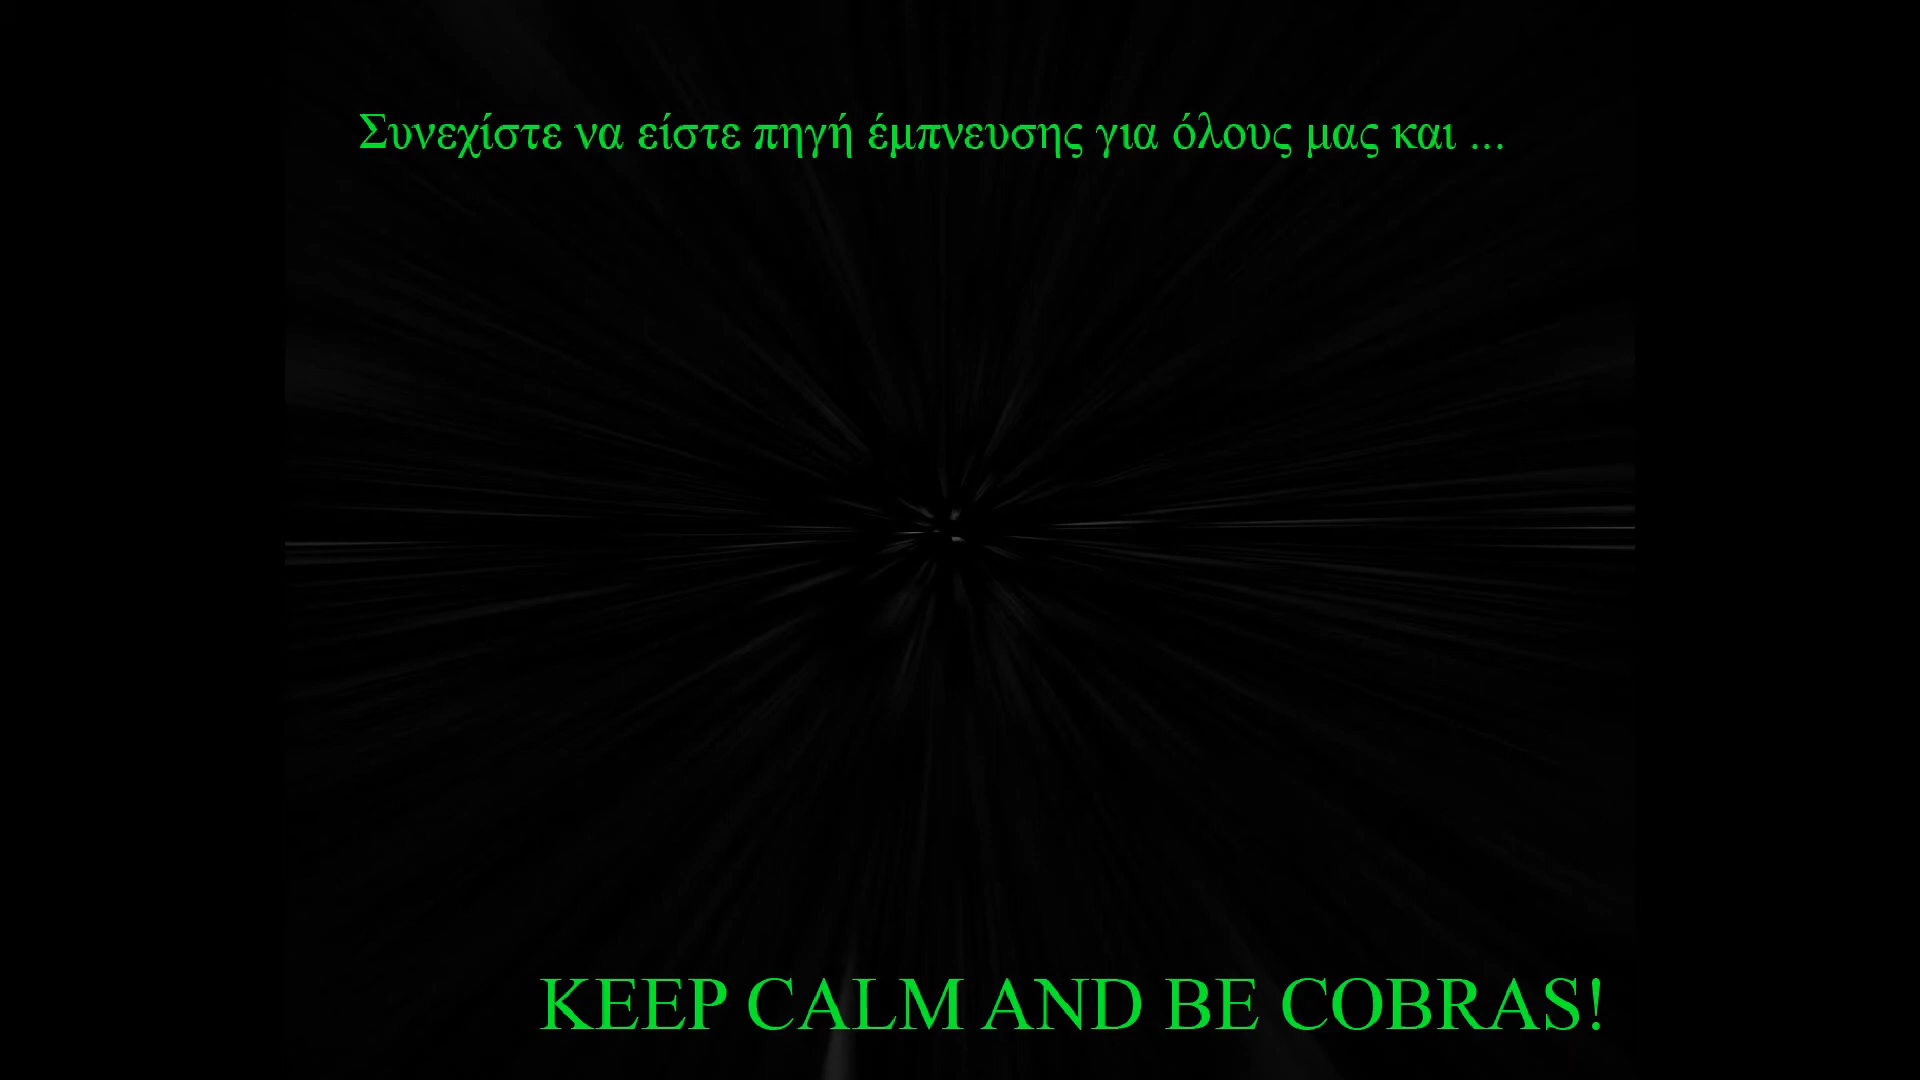 Συνεχίστε να είστε πηγή έμπνευσης για όλους μας και ...
KEEP CALM AND BE COBRAS!